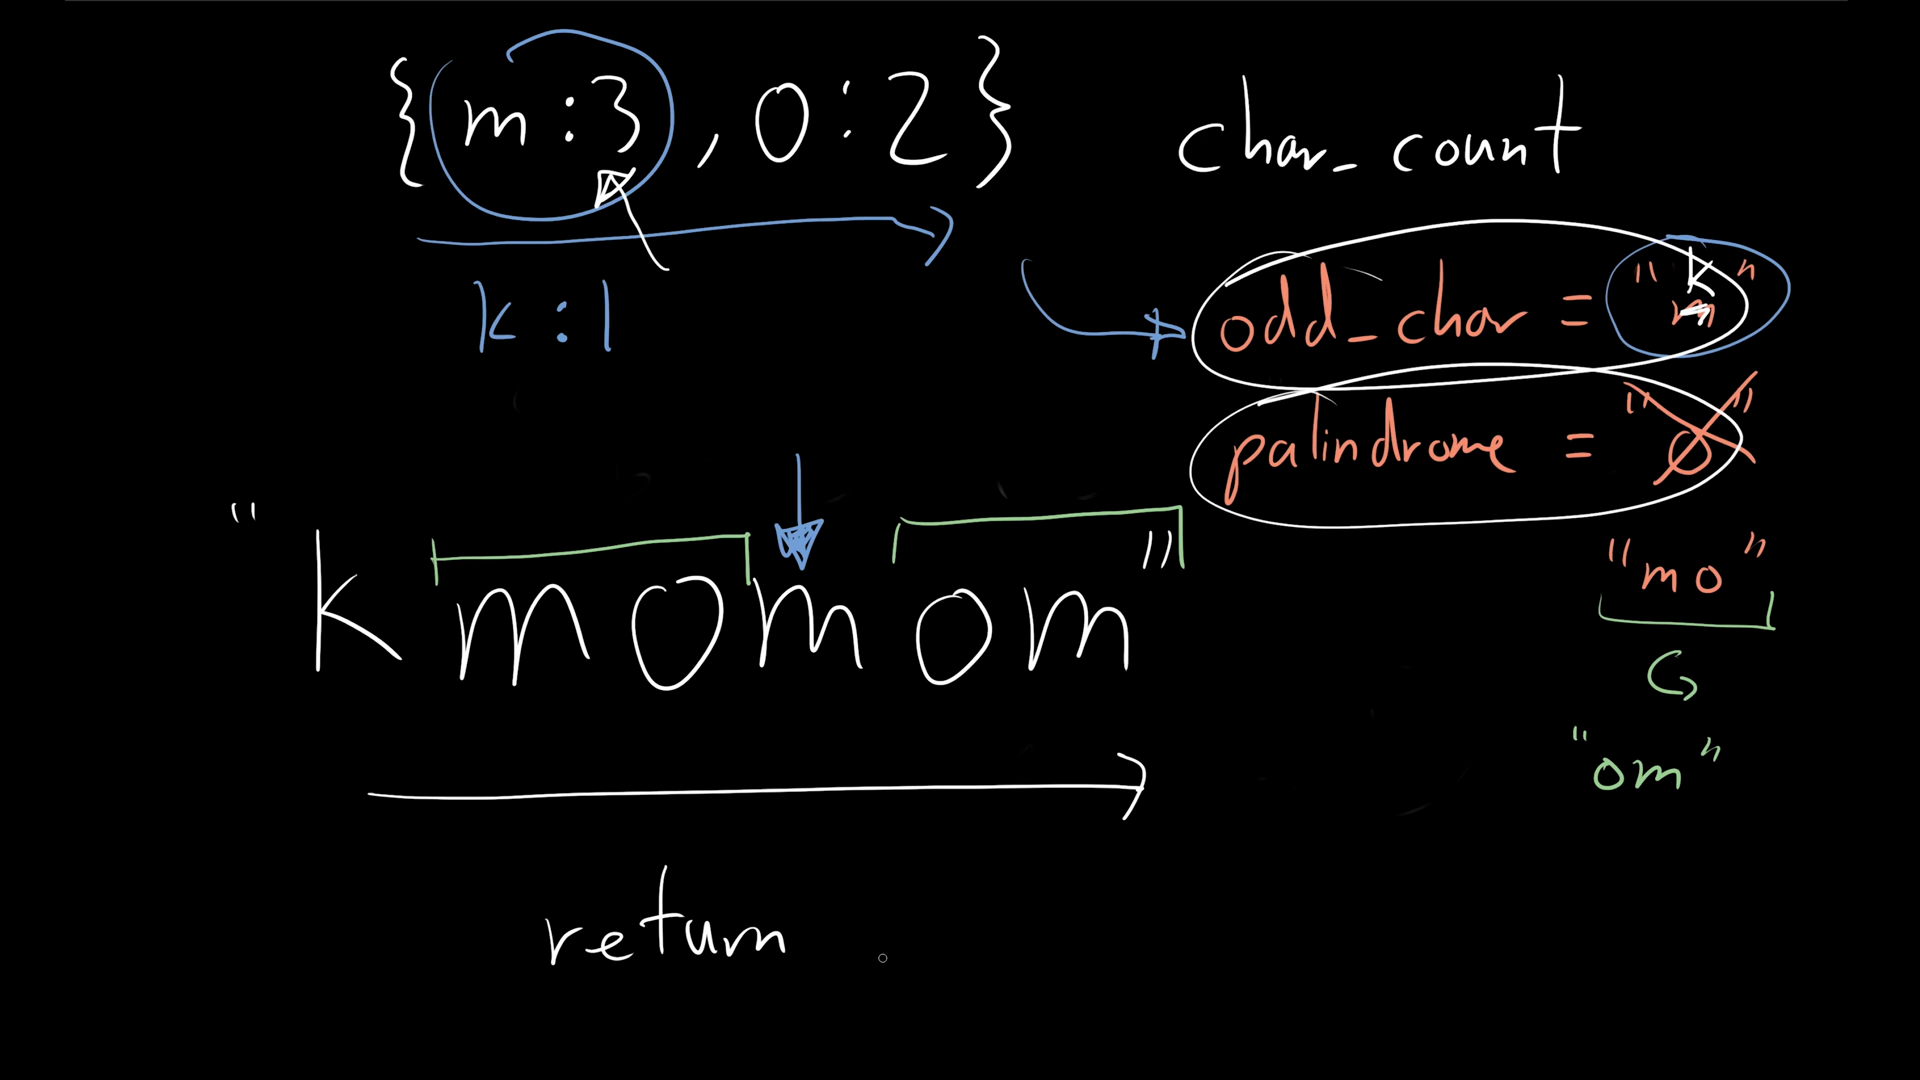 {m:3, o:2}
char_count
k:1
odd_char = "k"
palindrome = ""
"kmomom"
"mo"
"om"
return